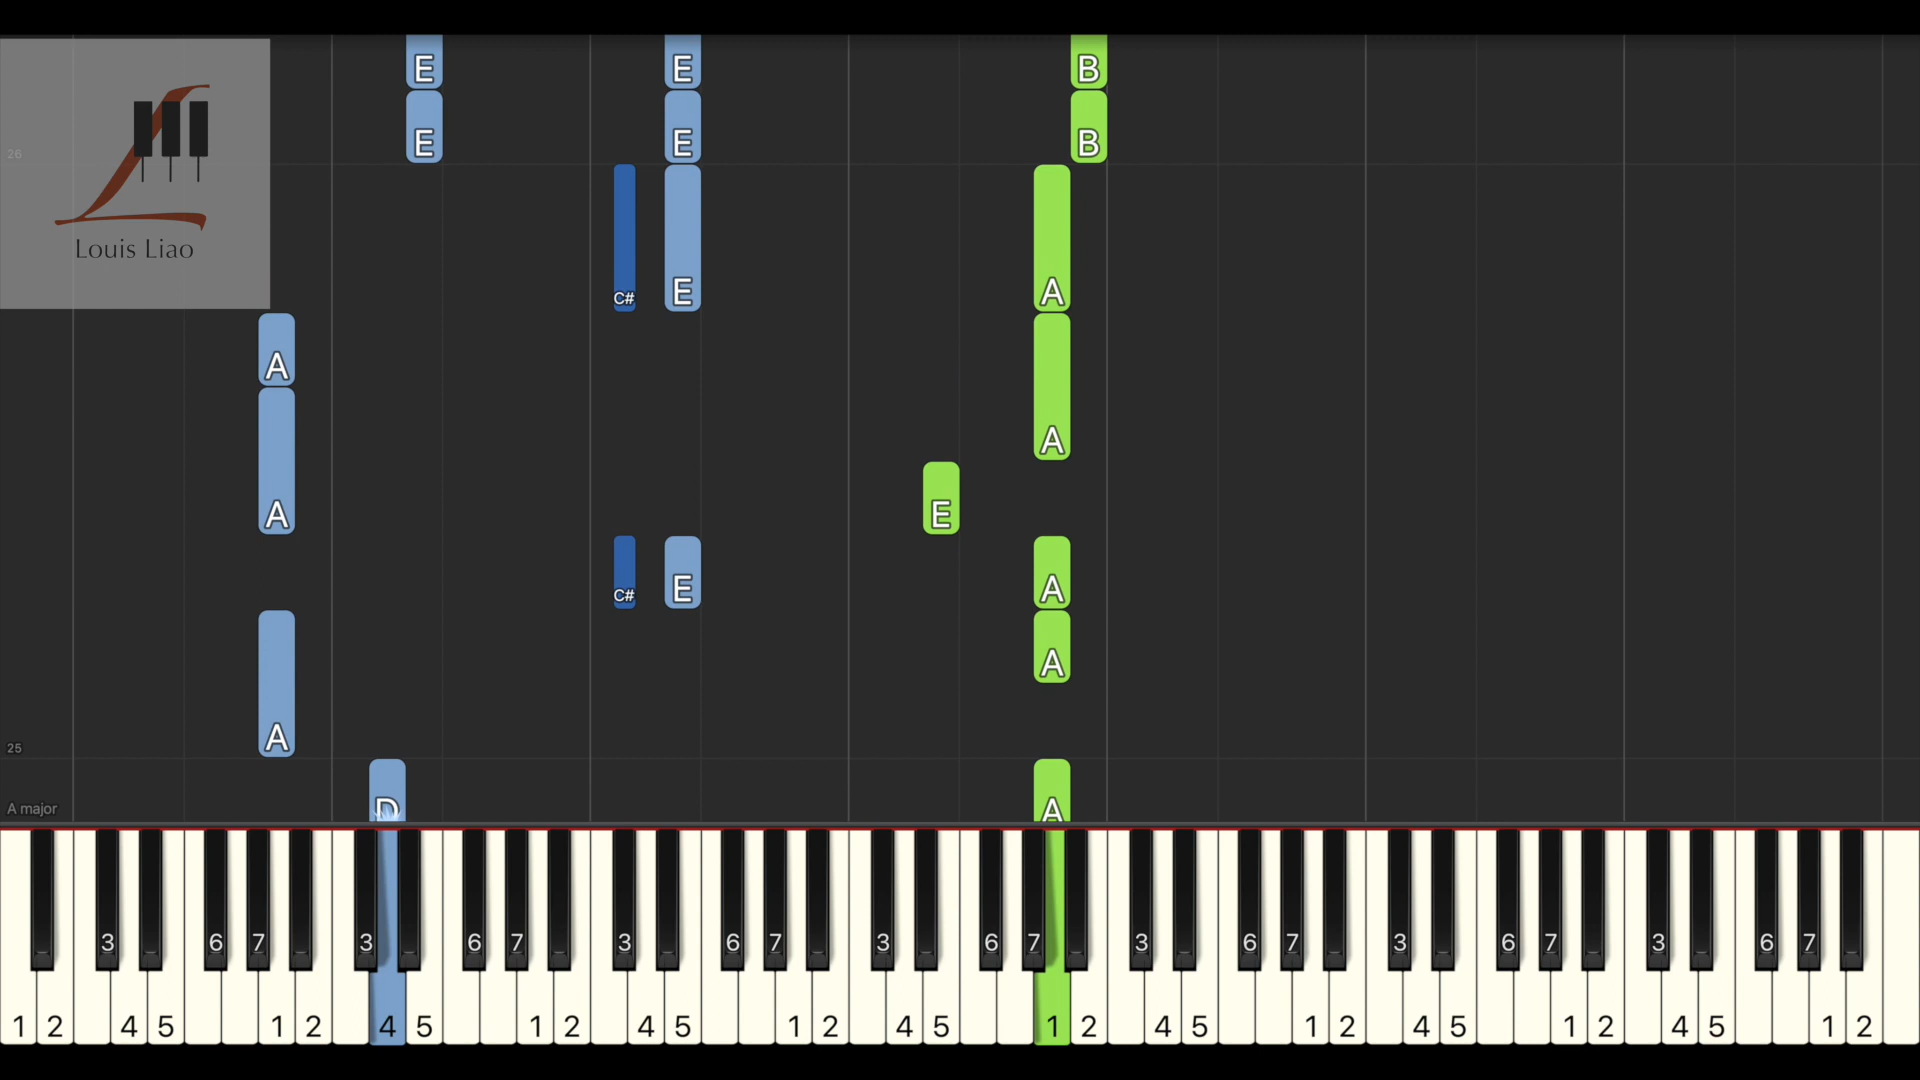 E E B
E E B
26
Louis Liao
C# E A
A
A
A E
C# E A
A
A
25
D A
A major
3 6 7 3 6 7 3 6 7 3 6 7 3 6 7 3 6 7 3 6 7
1 2 4 5 1 2 4 5 1 2 4 5 1 2 4 5 1 2 4 5 1 2 4 5 1 2 4 5 1 2